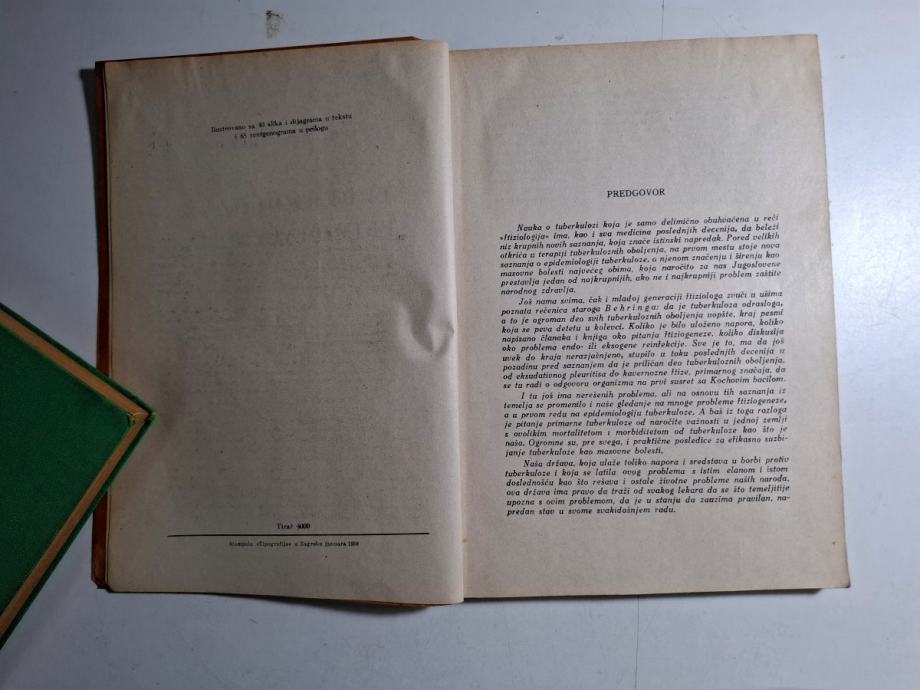 Ilustrovano sa 40 slika i dijagrama u tekstu
i 65 rentgenograma u prilogu
Tiraž 4000
Štampala »Tipografija« u Zagrebu januara
PREDGOVOR
Nauka o tuberkulozi koja je samo delimično obuhvaćena u reči
»ftiziologija« ima, kao i sva medicina poslednjih decenija, da beleži
niz krupnih novih saznanja, koja znače istinski napredak. Pored velikih
otkrića u terapiji tuberkuloznih oboljenja, na prvom mestu stoje nova
saznanja o epidemiologiji tuberkuloze, o njenom značenju i širenju kao
masovne bolesti najvećeg obima, koja naročito za nas Jugoslovene
prestavlja jedan od najkrupnijih, ako ne i najkrupniji problem zaštite
narodnog zdravlja.
Još nama svima, čak i mladoj generaciji ftiziologa zvuči u ušima
poznata rečenica staroga Behringa: da je tuberkuloza odrasloga,
a to je ogroman deo svih tuberkuloznih oboljenja uopšte, kraj pesmi
koja se peva detetu u kolevci. Koliko je bilo uloženo napora, koliko
napisano članaka i knjiga oko pitanja ftiziogeneze, koliko diskusija
oko problema endo- ili eksogene reinfekcije. Sve je to, ma da još
uvek do kraja nerazjašnjeno, stupilo u toku poslednjih decenija u
pozadinu pred saznanjem da je priličan deo tuberkuloznih oboljenja,
od eksudativnog pleuritisa do kavernozne ftize, primarnog značaja, da
se tu radi o odgovoru organizma na prvi susret sa Kochovim bacilom.
I tu još ima nerešenih problema, ali na osnovu tih saznanja iz
temelja se promenilo i naše gledanje na mnoge probleme ftiziogeneze,
a u prvom redu na epidemiologiju tuberkuloze. A baš iz toga razloga
je pitanje primarne tuberkuloze od naročite važnosti u jednoj zemlji
s ovolikim mortalitetom i morbiditetom od tuberkuloze kao što je
naša. Ogromne su, pre svega, i praktične posledice za efikasno suzbi-
janje tuberkuloze kao masovne bolesti.
Naša država, koja ulaže toliko napora i sredstava u borbi protiv
tuberkuloze i koja se latila ovog problema s istim elanom i istom
doslednošću kao što rešava i ostale životne probleme naših naroda,
ova država ima pravo da traži od svakog lekara da se što temeljitije
upozna s ovim problemom, da je u stanju da zauzima pravilan, na-
predan stav u svome svakidašnjem radu.